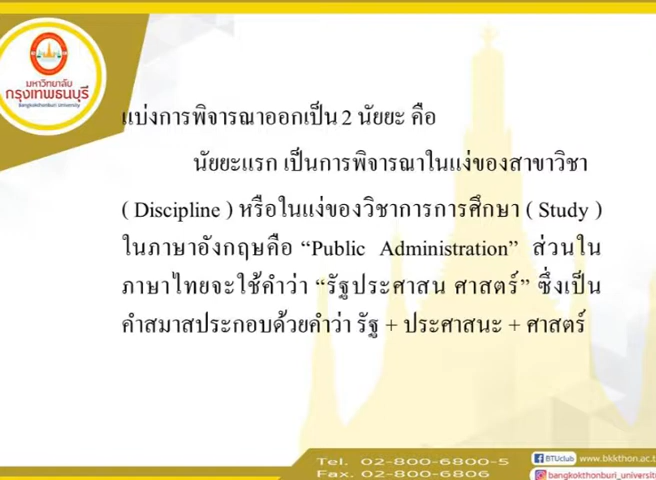 มหาวิทยาลัย
กรุงเทพธนบุรี
Bangkokthonburi University
แบ่งการพิจารณาออกเป็น 2 นัยยะ คือ
นัยยะแรก เป็นการพิจารณาในแง่ของสาขาวิชา
( Discipline ) หรือในแง่ของวิชาการการศึกษา ( Study )
ในภาษาอังกฤษคือ “Public Administration” ส่วนใน
ภาษาไทยจะใช้คำว่า “รัฐประศาสน ศาสตร์” ซึ่งเป็น
คำสมาสประกอบด้วยคำว่า รัฐ + ประศาสนะ + ศาสตร์
Tel. 02-800-6800-5
Fax. 02-800-6806
BTUclub www.bkkthon.ac.t
bangkokthonburi_university